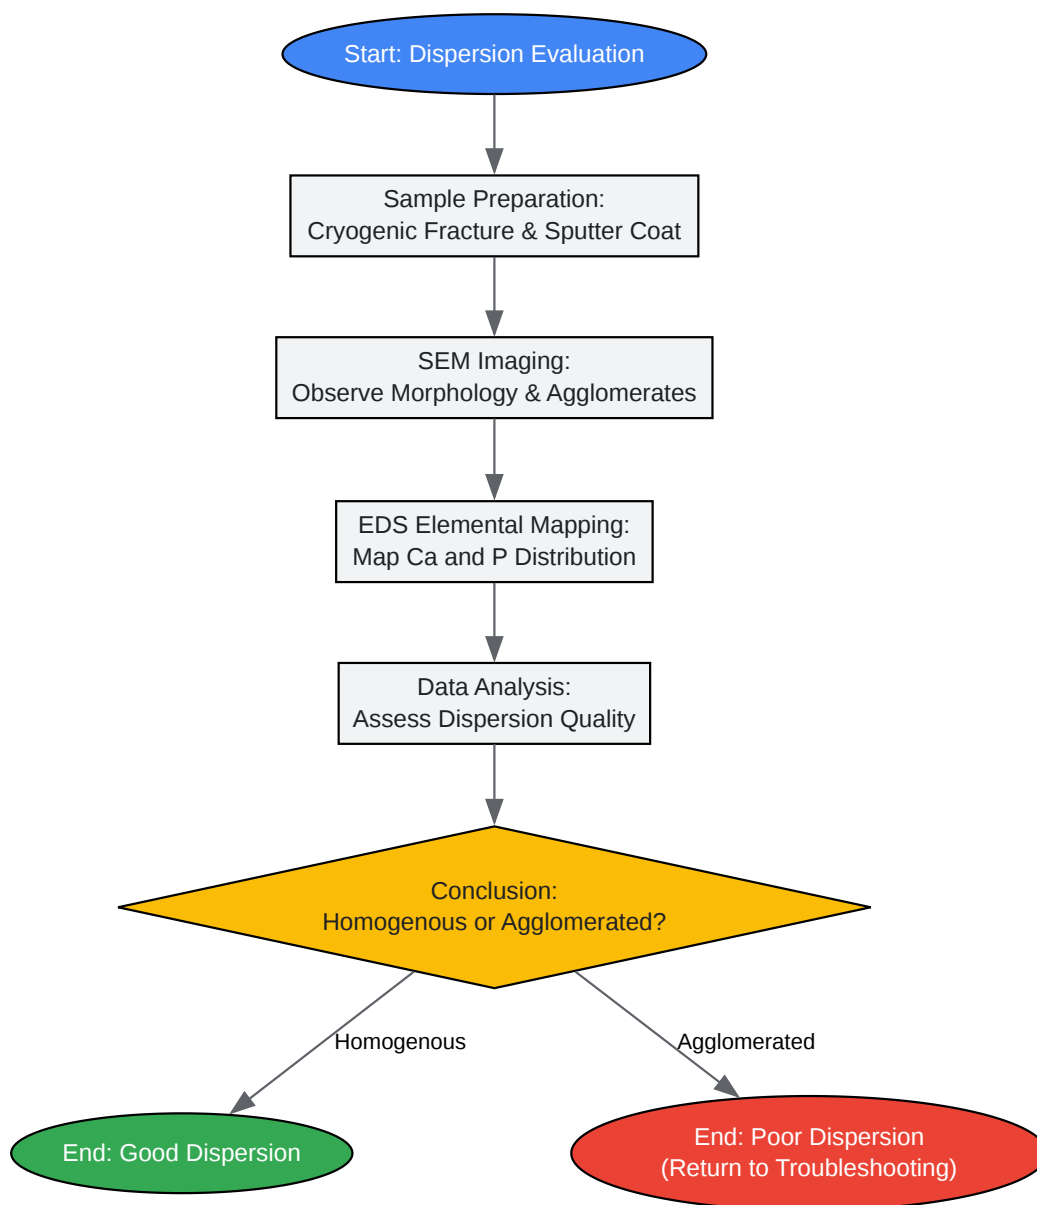 Start: Dispersion Evaluation
Sample Preparation:
Cryogenic Fracture & Sputter Coat
SEM Imaging:
Observe Morphology & Agglomerates
EDS Elemental Mapping:
Map Ca and P Distribution
Data Analysis:
Assess Dispersion Quality
Conclusion:
Homogenous or Agglomerated?
Homogenous
Agglomerated
End: Good Dispersion
End: Poor Dispersion
(Return to Troubleshooting)